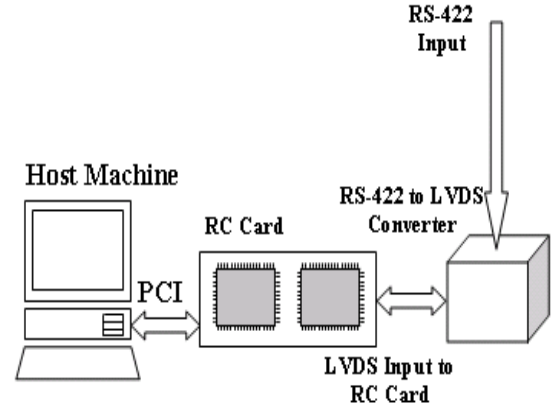 RS-422
Input
Host Machine
RS-422 to LVDS
Converter
RC Card
PCI
LVDS Input to
RC Card